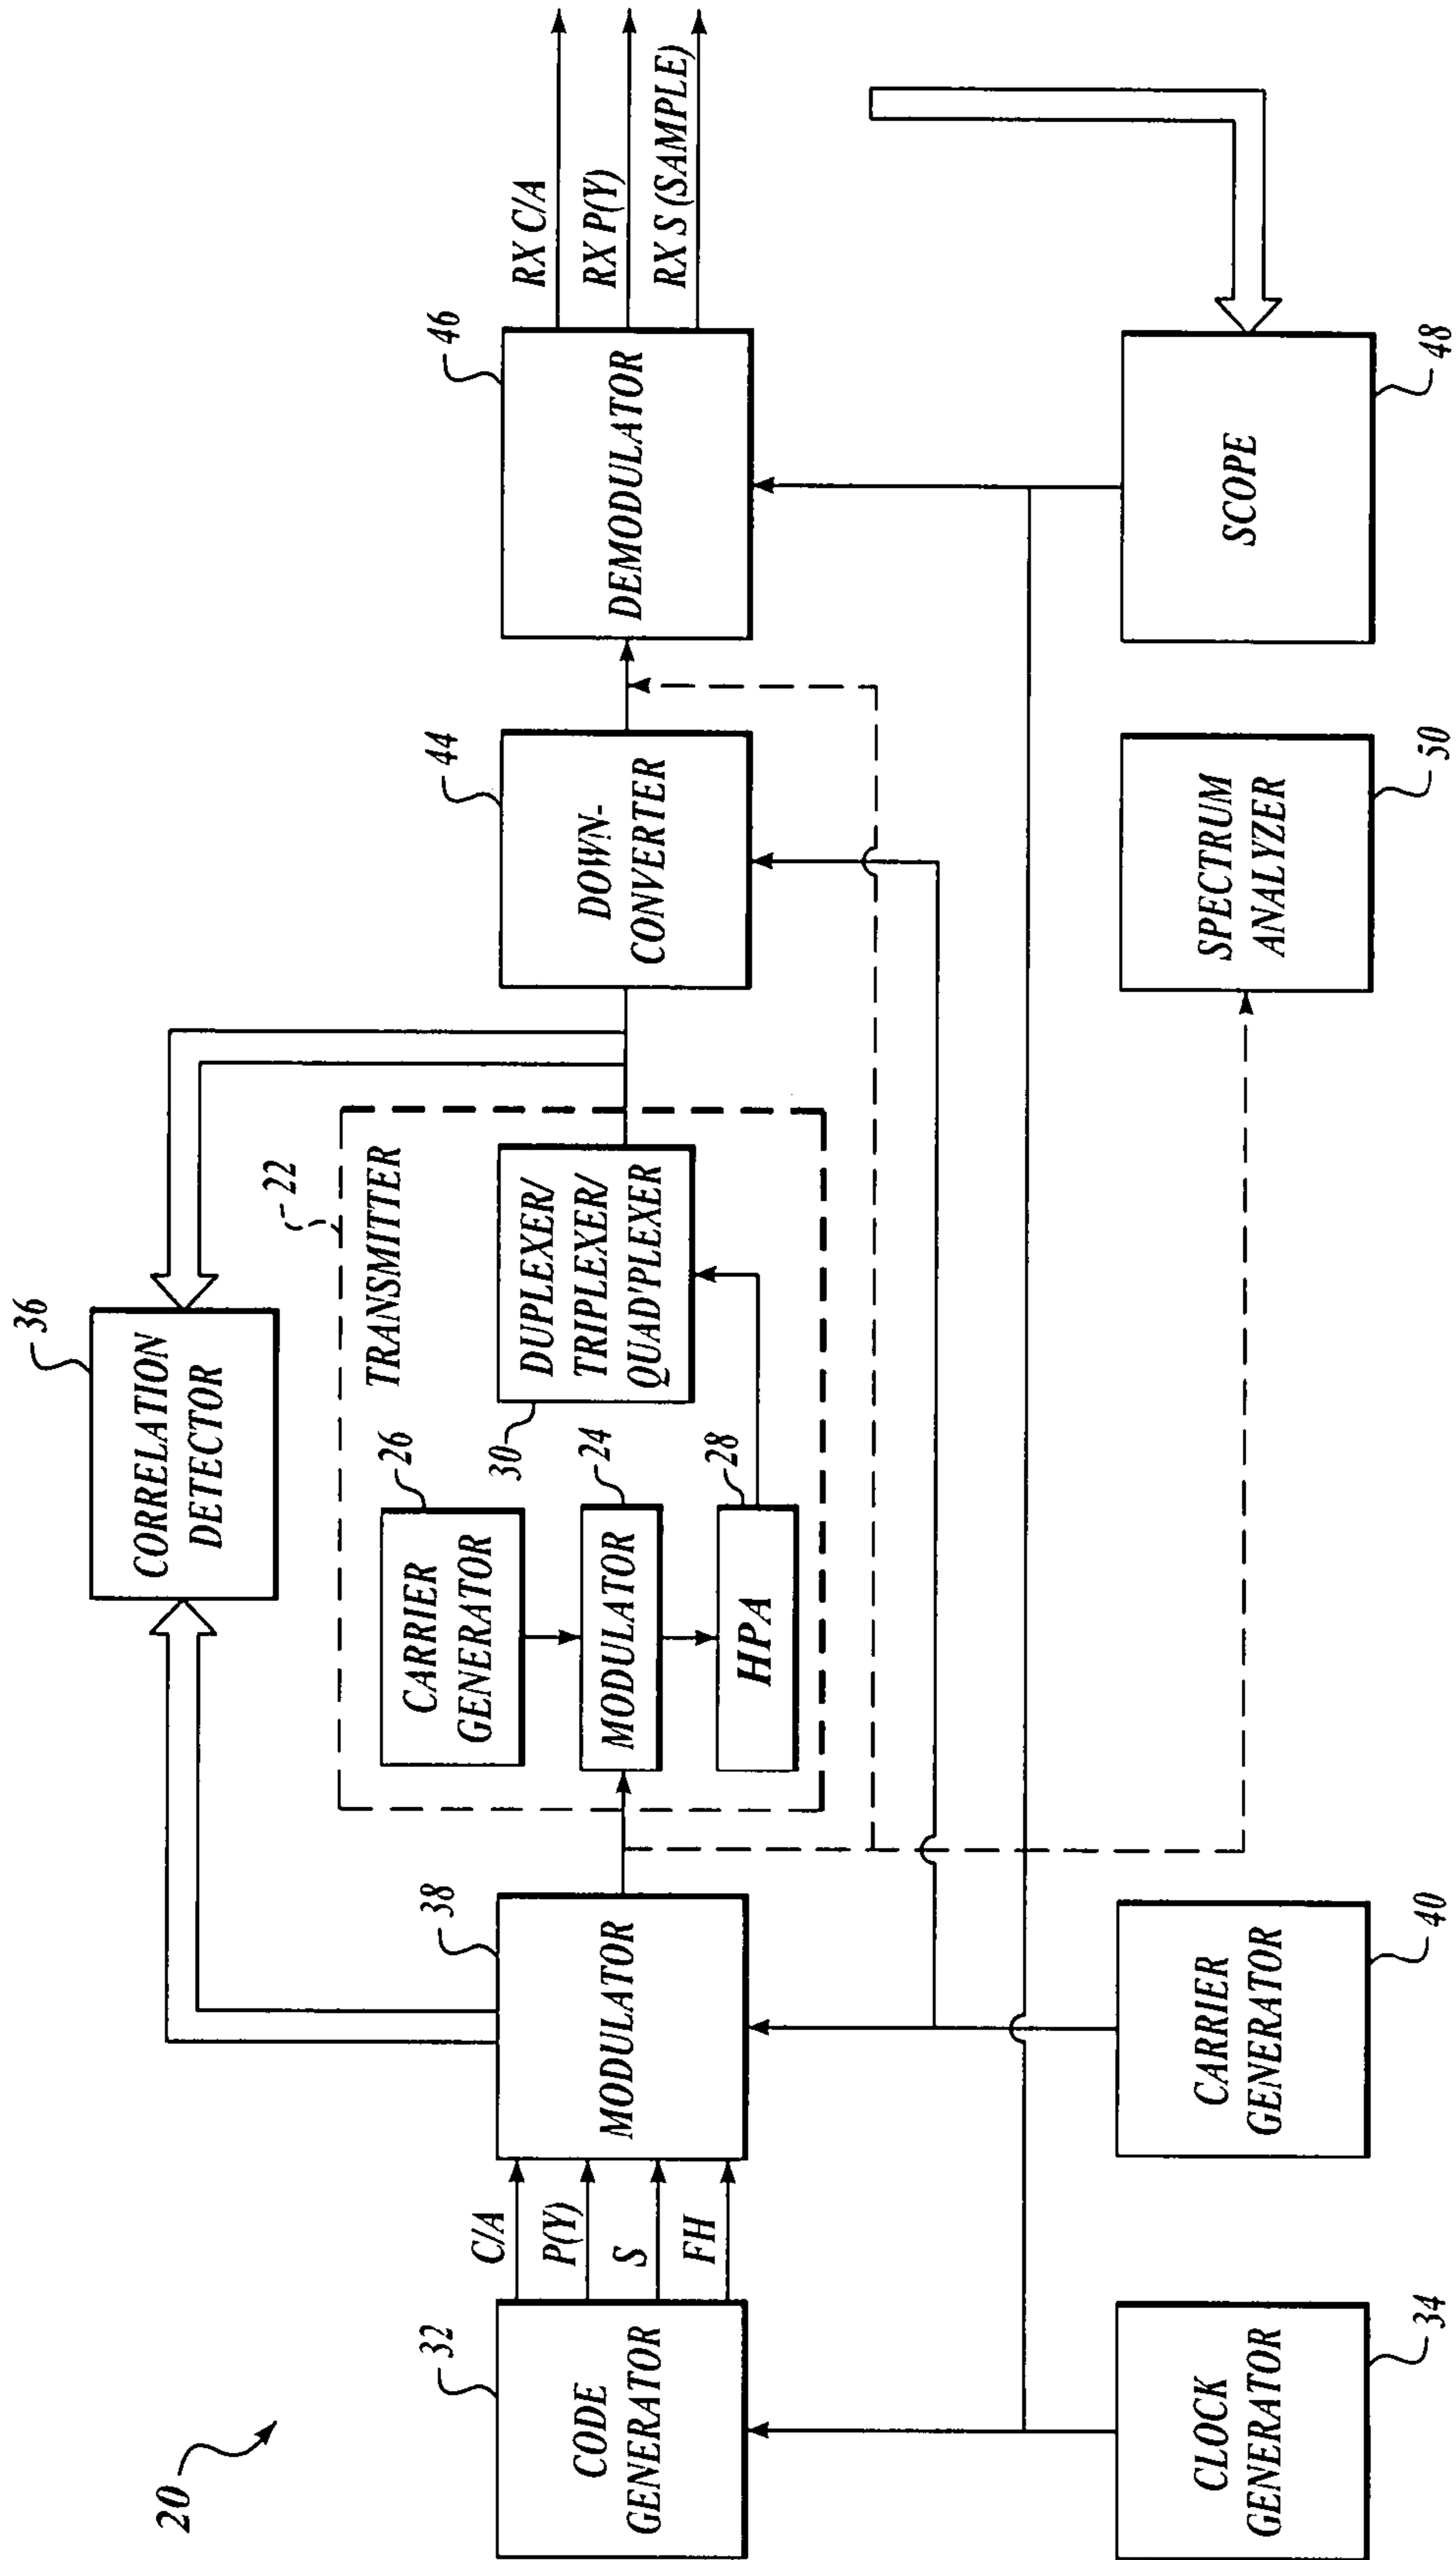 20
36
CORRELATION
DETECTOR
22
TRANSMITTER
26
CARRIER
GENERATOR
24
MODULATOR
28
HPA
30
DUPLEXER/
TRIPLEXER/
QUAD'PLEXER
32
CODE
GENERATOR
C/A
P(Y)
S
FH
38
MODULATOR
44
DOWN-
CONVERTER
46
DEMODULATOR
RX C/A
RX P(Y)
RX S (SAMPLE)
CLOCK
GENERATOR
34
CARRIER
GENERATOR
40
SPECTRUM
ANALYZER
50
SCOPE
48